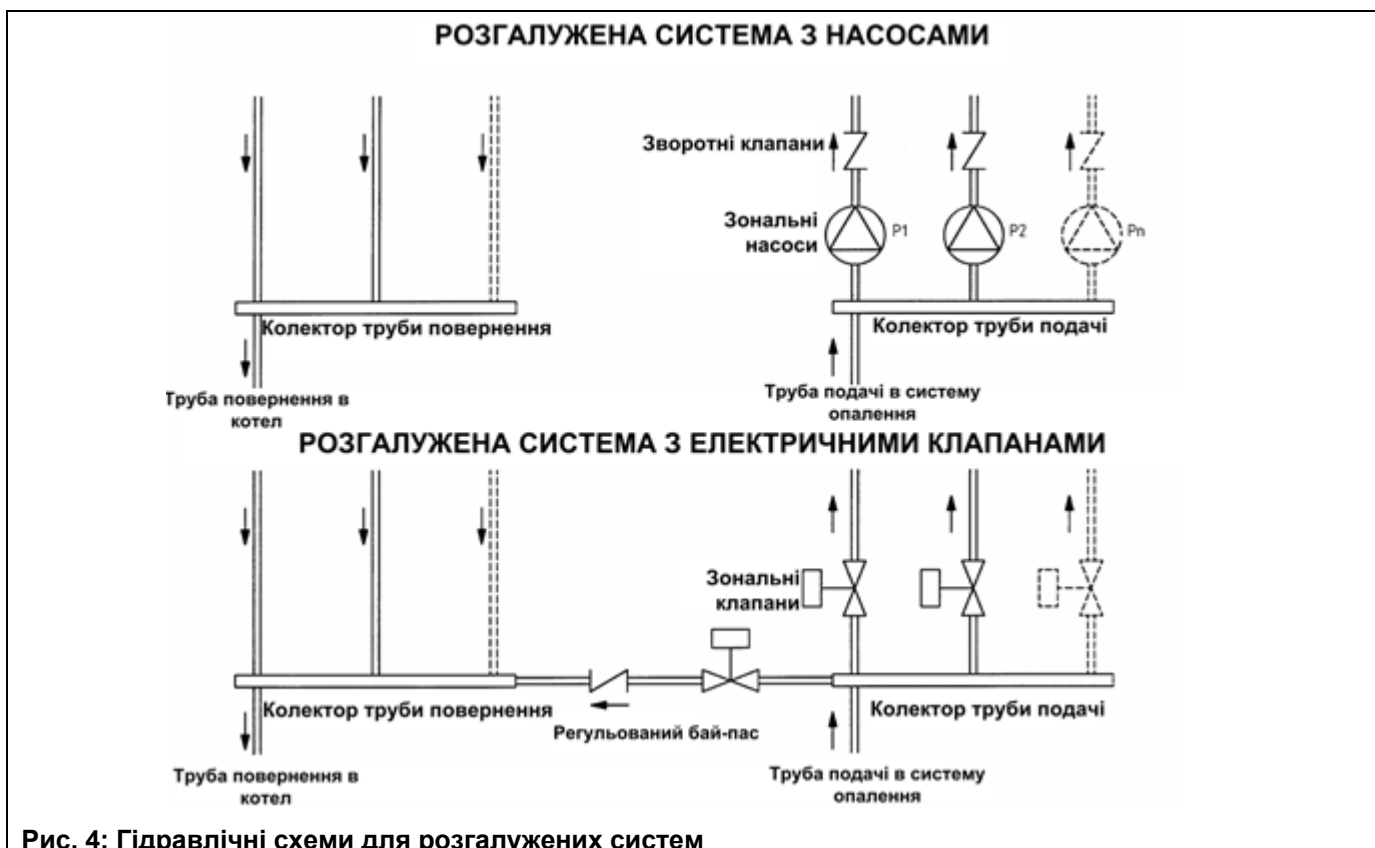 РОЗГАЛУЖЕНА СИСТЕМА З НАСОСАМИ
Зворотні клапани
Зональні
насоси
P1
P2
Pn
Колектор труби повернення
Колектор труби подачі
Труба повернення в
котел
Труба подачі в систему
опалення
РОЗГАЛУЖЕНА СИСТЕМА З ЕЛЕКТРИЧНИМИ КЛАПАНАМИ
Зональні
клапани
Колектор труби повернення
Колектор труби подачі
Регульований бай-пас
Труба повернення в
котел
Труба подачі в систему
опалення
Рис. 4: Гідравлічні схеми для розгалужених систем